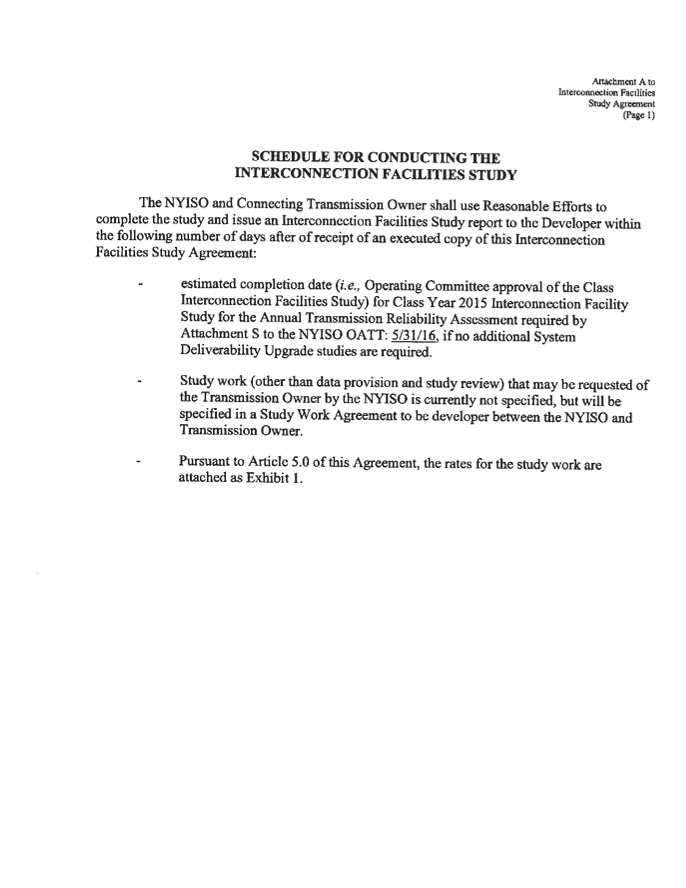 Attachment A to
Interconnection Facilities
Study Agreement
(Page 1)
SCHEDULE FOR CONDUCTING THE
INTERCONNECTION FACILITIES STUDY
The NYISO and Connecting Transmission Owner shall use Reasonable Efforts to
complete the study and issue an Interconnection Facilities Study report to the Developer within
the following number of days after of receipt of an executed copy of this Interconnection
Facilities Study Agreement:
- estimated completion date (i.e., Operating Committee approval of the Class
Interconnection Facilities Study) for Class Year 2015 Interconnection Facility
Study for the Annual Transmission Reliability Assessment required by
Attachment S to the NYISO OATT: 5/31/16, if no additional System
Deliverability Upgrade studies are required.
- Study work (other than data provision and study review) that may be requested of
the Transmission Owner by the NYISO is currently not specified, but will be
specified in a Study Work Agreement to be developer between the NYISO and
Transmission Owner.
- Pursuant to Article 5.0 of this Agreement, the rates for the study work are
attached as Exhibit 1.